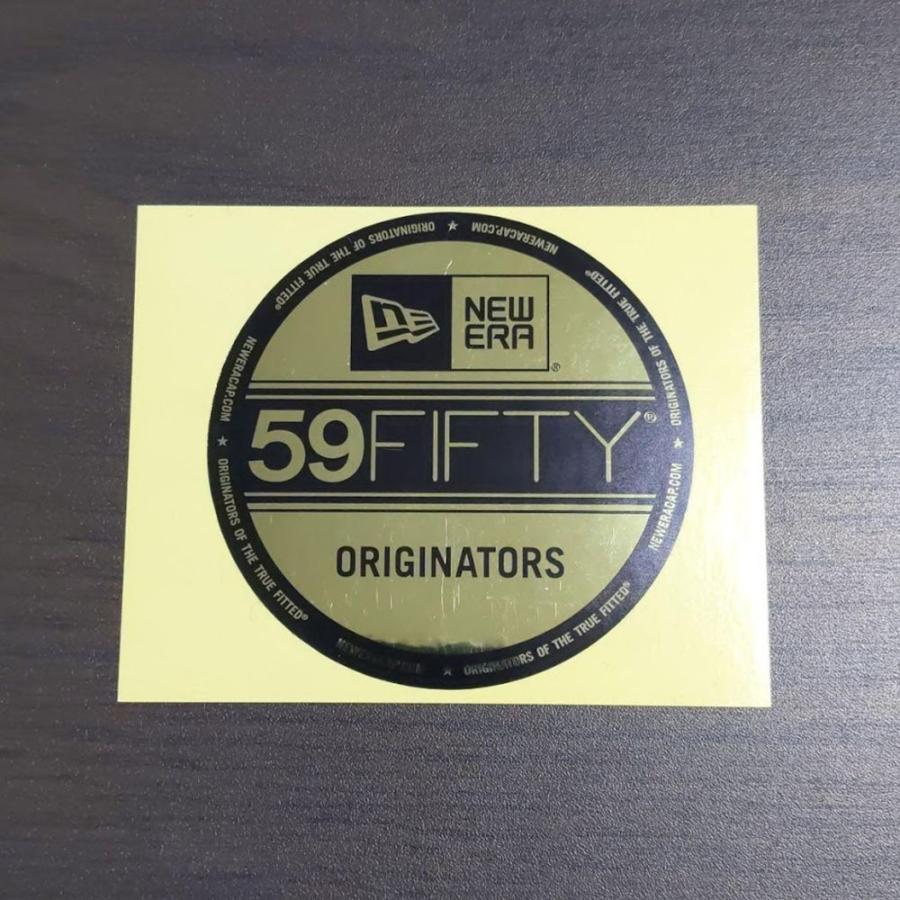 NEW
ERA
®
59FIFTY®
ORIGINATORS
NEWERACAP.COM ★ ORIGINATORS OF THE TRUE FITTED®
NEWERACAP.COM ★ ORIGINATORS OF THE TRUE FITTED®
NEWERACAP.COM ★ ORIGINATORS OF THE TRUE FITTED®
NEWERACAP.COM ★ ORIGINATORS OF THE TRUE FITTED®